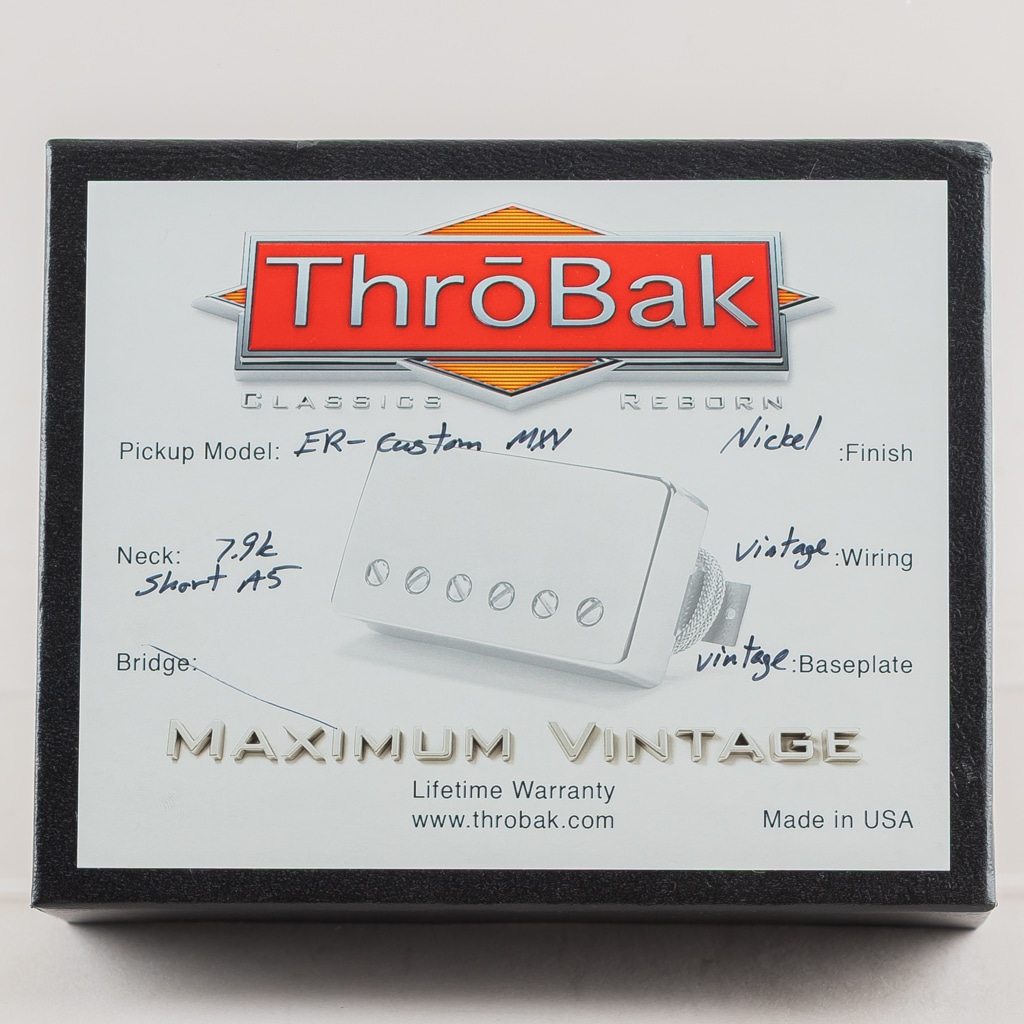 ThrōBak
CLASSICS REBORN
Pickup Model: ER-Custom MXV Nickel :Finish
Neck: 7.9k vintage :Wiring
Short A5
Bridge: vintage :Baseplate
MAXIMUM VINTAGE
Lifetime Warranty
www.throbak.com Made in USA